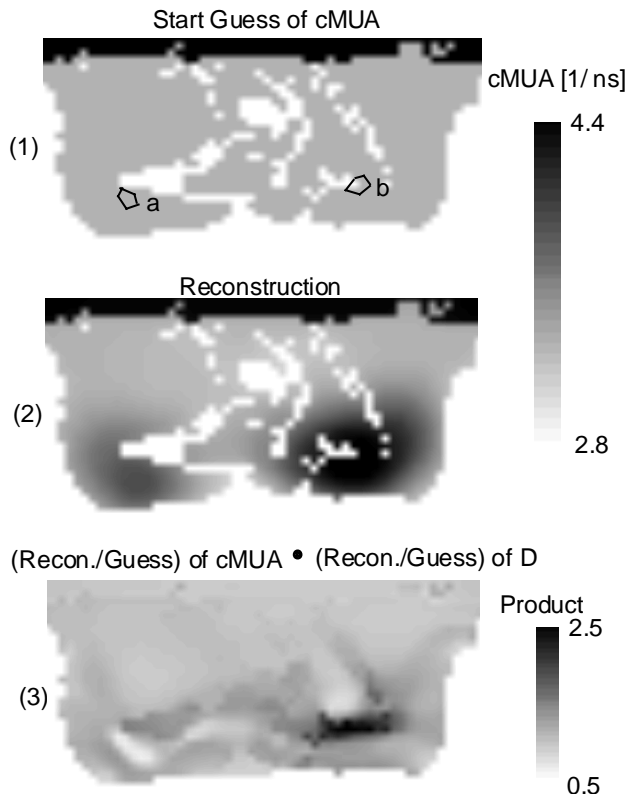 Start Guess of cMUA
cMUA [1/ ns]
4.4
(1)
a
b
Reconstruction
(2)
2.8
(Recon./Guess) of cMUA • (Recon./Guess) of D
Product
2.5
(3)
0.5